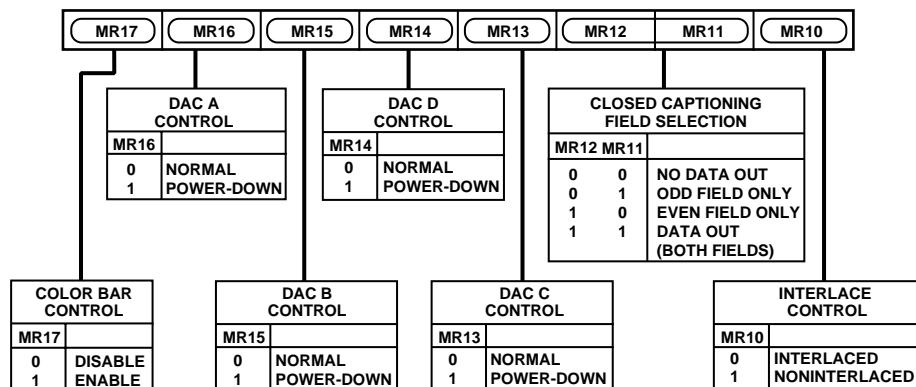 MR17 MR16 MR15 MR14 MR13 MR12 MR11 MR10
DAC A
CONTROL
MR16
0 NORMAL
1 POWER-DOWN
DAC D
CONTROL
MR14
0 NORMAL
1 POWER-DOWN
CLOSED CAPTIONING
FIELD SELECTION
MR12 MR11
0 0 NO DATA OUT
0 1 ODD FIELD ONLY
1 0 EVEN FIELD ONLY
1 1 DATA OUT
(BOTH FIELDS)
COLOR BAR
CONTROL
MR17
0 DISABLE
1 ENABLE
DAC B
CONTROL
MR15
0 NORMAL
1 POWER-DOWN
DAC C
CONTROL
MR13
0 NORMAL
1 POWER-DOWN
INTERLACE
CONTROL
MR10
0 INTERLACED
1 NONINTERLACED